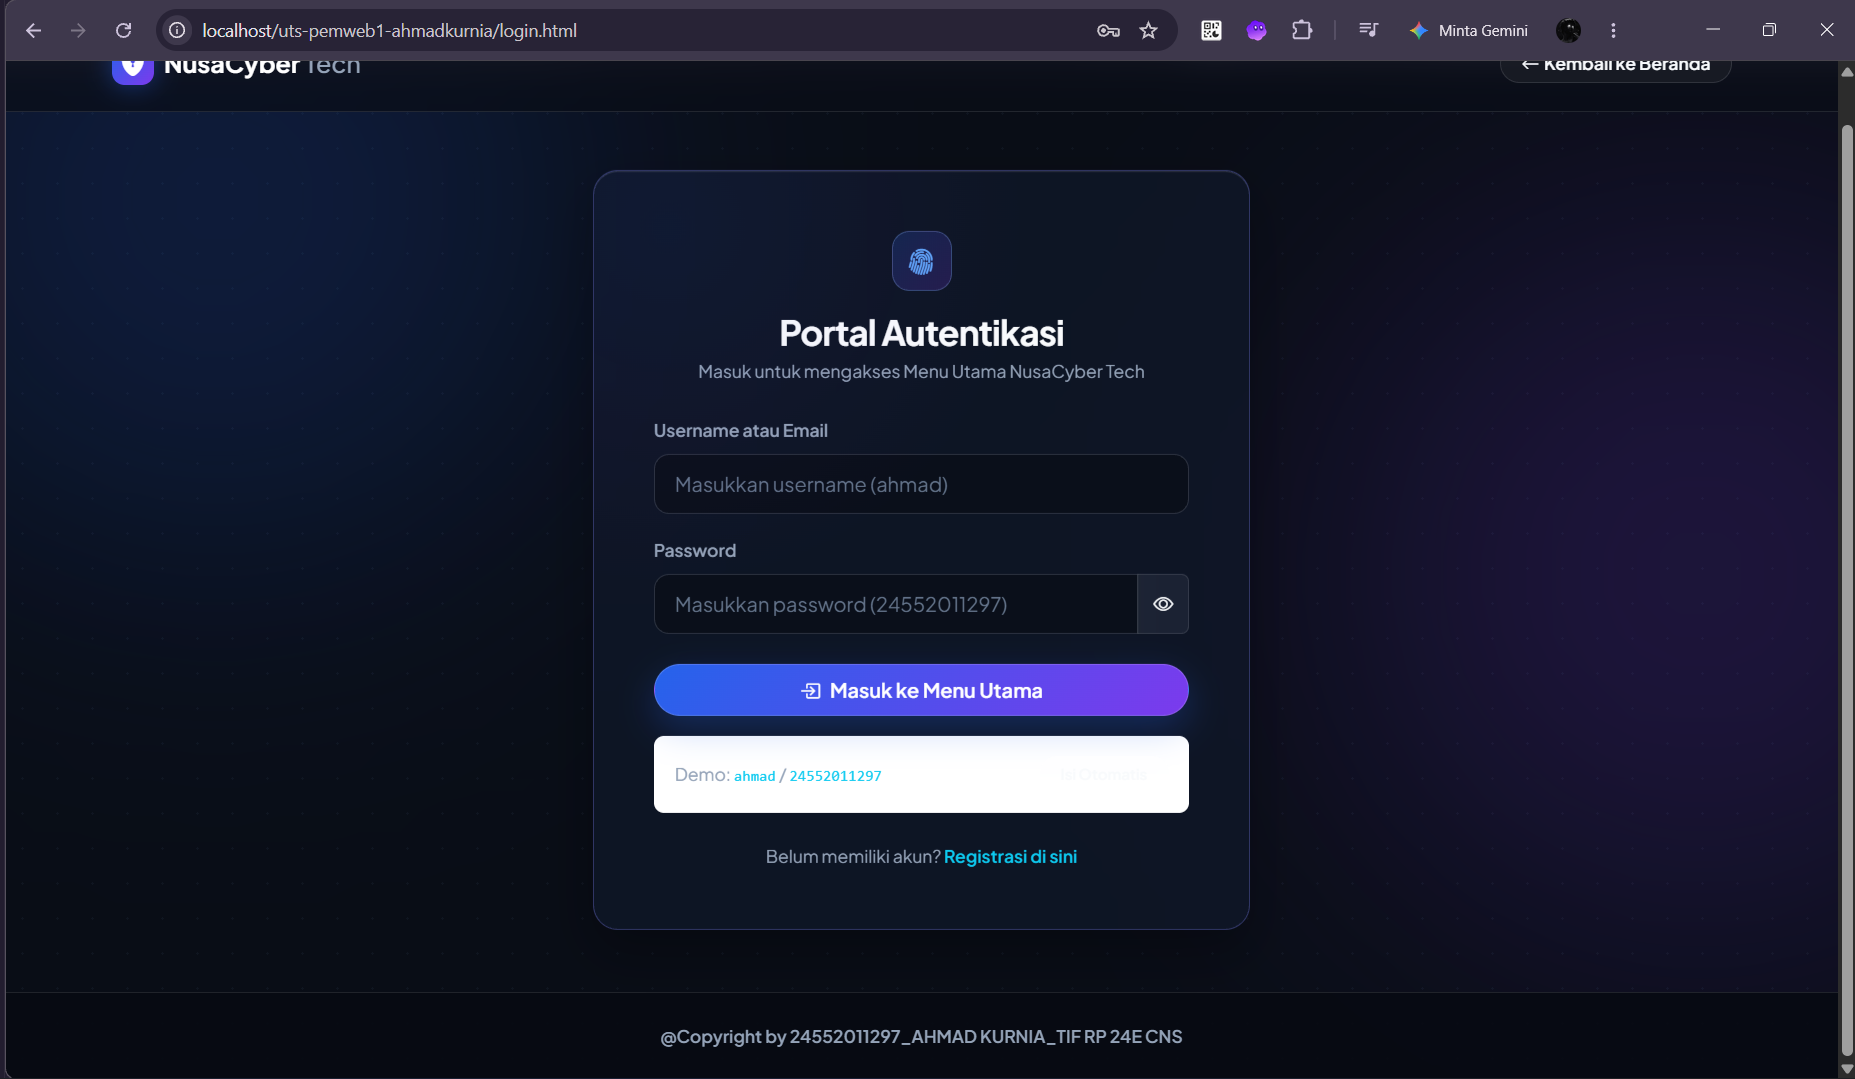 localhost/uts-pemweb1-ahmadkurnia/login.html
Minta Gemini
NusaCyber Tech
← Kembali ke Beranda
Portal Autentikasi
Masuk untuk mengakses Menu Utama NusaCyber Tech
Username atau Email
Masukkan username (ahmad)
Password
Masukkan password (24552011297)
Masuk ke Menu Utama
Demo: ahmad / 24552011297
Isi Otomatis
Belum memiliki akun? Registrasi di sini
@Copyright by 24552011297_AHMAD KURNIA_TIF RP 24E CNS